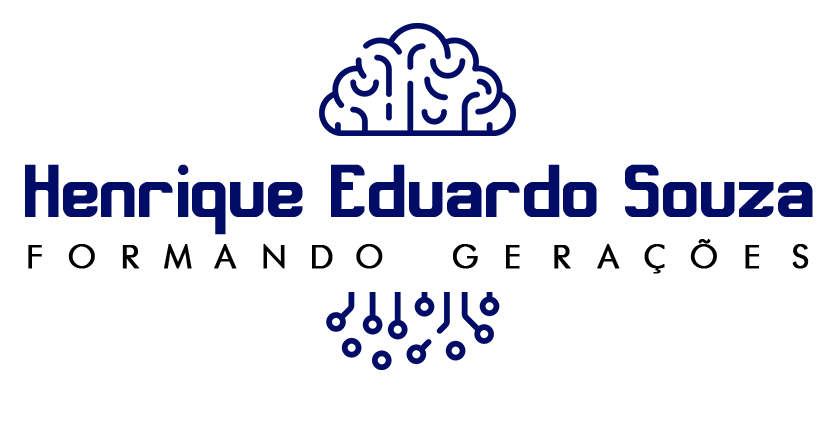 Henrique Eduardo Souza
FORMANDO GERAÇÕES